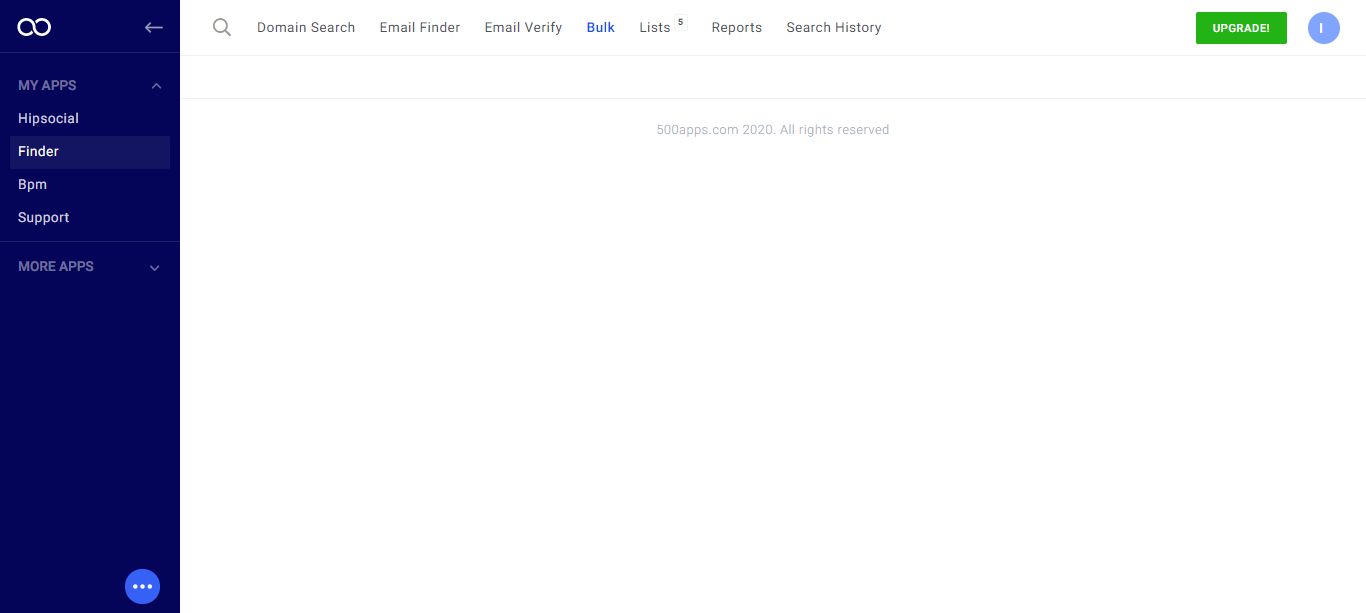 Domain Search Email Finder Email Verify Bulk Lists 5 Reports Search History UPGRADE! I
MY APPS
Hipsocial
Finder
Bpm
Support
MORE APPS
500apps.com 2020. All rights reserved